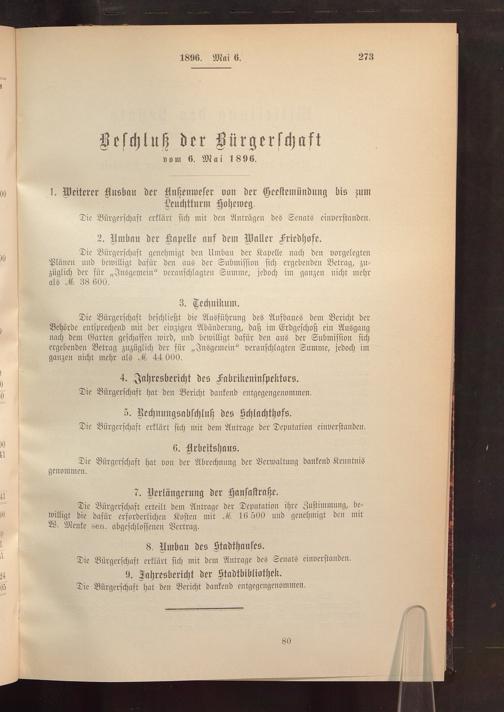 1896. Mai 6. 273
Beschluß der Bürgerschaft
vom 6. Mai 1896.
1. Weiterer Ausbau der Außenweser von der Geestemündung bis zum
Leuchtturm Hoheweg.
Die Bürgerschaft erklärt sich mit den Anträgen des Senats einverstanden.
2. Umbau der Kapelle auf dem Waller Friedhofe.
Die Bürgerschaft genehmigt den Umbau der Kapelle nach den vorgelegten
Plänen und bewilligt dafür den aus der Submission sich ergebenden Betrag, zu-
züglich der für „Insgemein“ veranschlagten Summe, jedoch im ganzen nicht mehr
als ℳ 38 600.
3. Technikum.
Die Bürgerschaft beschließt die Ausführung des Aufbaues dem Bericht der
Behörde entsprechend mit der einzigen Abänderung, daß im Erdgeschoß ein Ausgang
nach dem Garten geschaffen wird, und bewilligt dafür den aus der Submission sich
ergebenden Betrag zuzüglich der für „Insgemein“ veranschlagten Summe, jedoch im
ganzen nicht mehr als ℳ 44 000.
4. Jahresbericht des Fabrikeninspektors.
Die Bürgerschaft hat den Bericht dankend entgegengenommen.
5. Rechnungsabschluß des Schlachthofs.
Die Bürgerschaft erklärt sich mit dem Antrage der Deputation einverstanden.
6. Arbeitshaus.
Die Bürgerschaft hat von der Abrechnung der Verwaltung dankend Kenntnis
genommen.
7. Verlängerung der Hansastraße.
Die Bürgerschaft erteilt dem Antrage der Deputation ihre Zustimmung, be-
willigt die dafür erforderlichen Kosten mit ℳ 16 500 und genehmigt den mit
W. Menke sen. abgeschlossenen Vertrag.
8. Umbau des Stadthauses.
Die Bürgerschaft erklärt sich mit dem Antrage des Senats einverstanden.
9. Jahresbericht der Stadtbibliothek.
Die Bürgerschaft hat den Bericht dankend entgegengenommen.
80